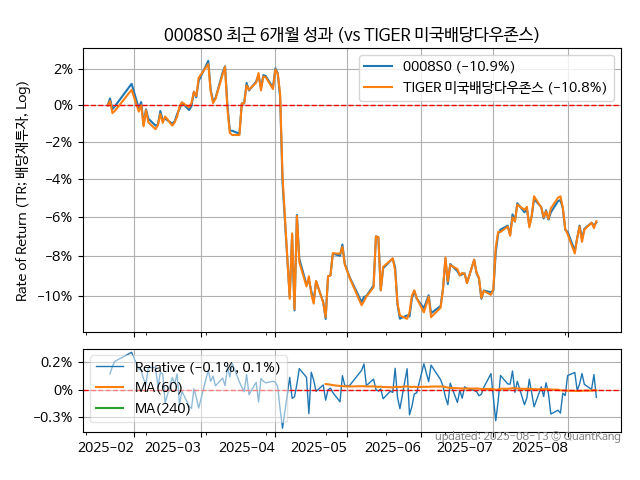 0008S0 최근 6개월 성과 (vs TIGER 미국배당다우존스)
Rate of Return (TR: 배당재투자, Log)
2%
0%
−2%
−4%
−6%
−8%
−10%
0008S0 (−10.9%)
TIGER 미국배당다우존스 (−10.8%)
0.2%
0%
−0.3%
Relative (−0.1%, 0.1%)
MA(60)
MA(240)
updated: 2025-08-13 © QuantKang
2025-02 2025-03 2025-04 2025-05 2025-06 2025-07 2025-08